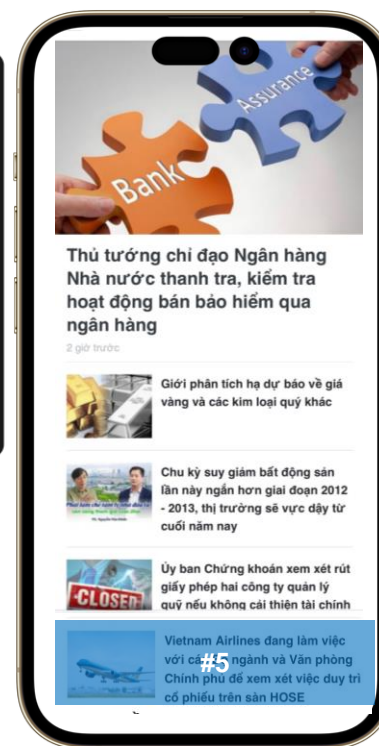 Bank
Assurance
Thủ tướng chỉ đạo Ngân hàng
Nhà nước thanh tra, kiểm tra
hoạt động bán bảo hiểm qua
ngân hàng
2 giờ trước
Giới phân tích hạ dự báo về giá
vàng và các kim loại quý khác
Chu kỳ suy giảm bất động sản
lần này ngắn hơn giai đoạn 2012
- 2013, thị trường sẽ vực dậy từ
cuối năm nay
Ủy ban Chứng khoán xem xét rút
giấy phép hai công ty quản lý
quỹ nếu không cải thiện tài chính
CLOSED
Vietnam Airlines đang làm việc
với ngành và Văn phòng
#5
Chính phủ để xem xét việc duy trì
cổ phiếu trên sàn HOSE